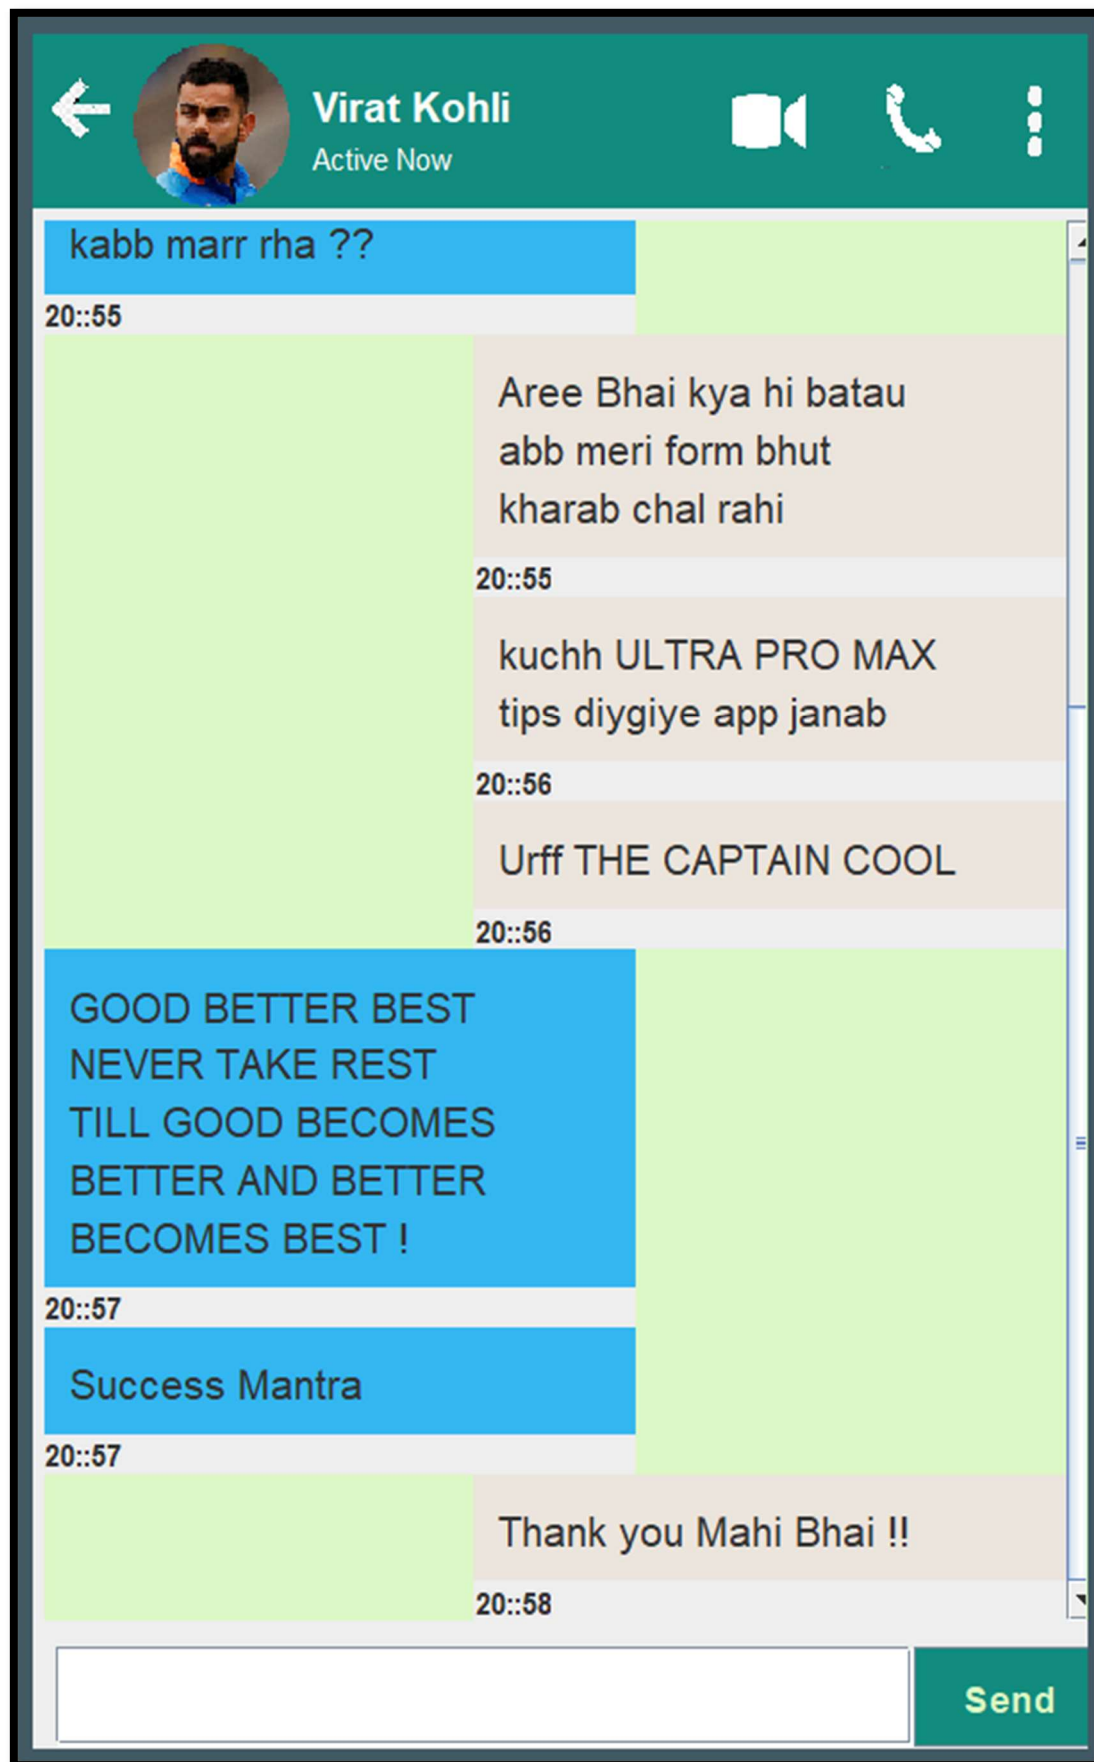 Virat Kohli
Active Now
kabb marr rha ??
20::55
Aree Bhai kya hi batau
abb meri form bhut
kharab chal rahi
20::55
kuchh ULTRA PRO MAX
tips diygiye app janab
20::56
Urff THE CAPTAIN COOL
20::56
GOOD BETTER BEST
NEVER TAKE REST
TILL GOOD BECOMES
BETTER AND BETTER
BECOMES BEST !
20::57
Success Mantra
20::57
Thank you Mahi Bhai !!
20::58
Send